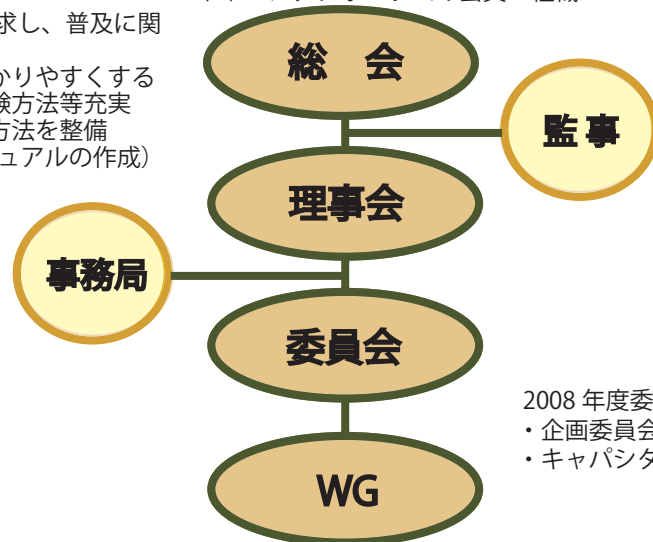 求し、普及に関
かりやすくする
験方法等充実
方法を整備
ュアルの作成）
総　会
監 事
理事会
事務局
委員会
2008 年度委
・企画委員会
・キャパシタ
WG